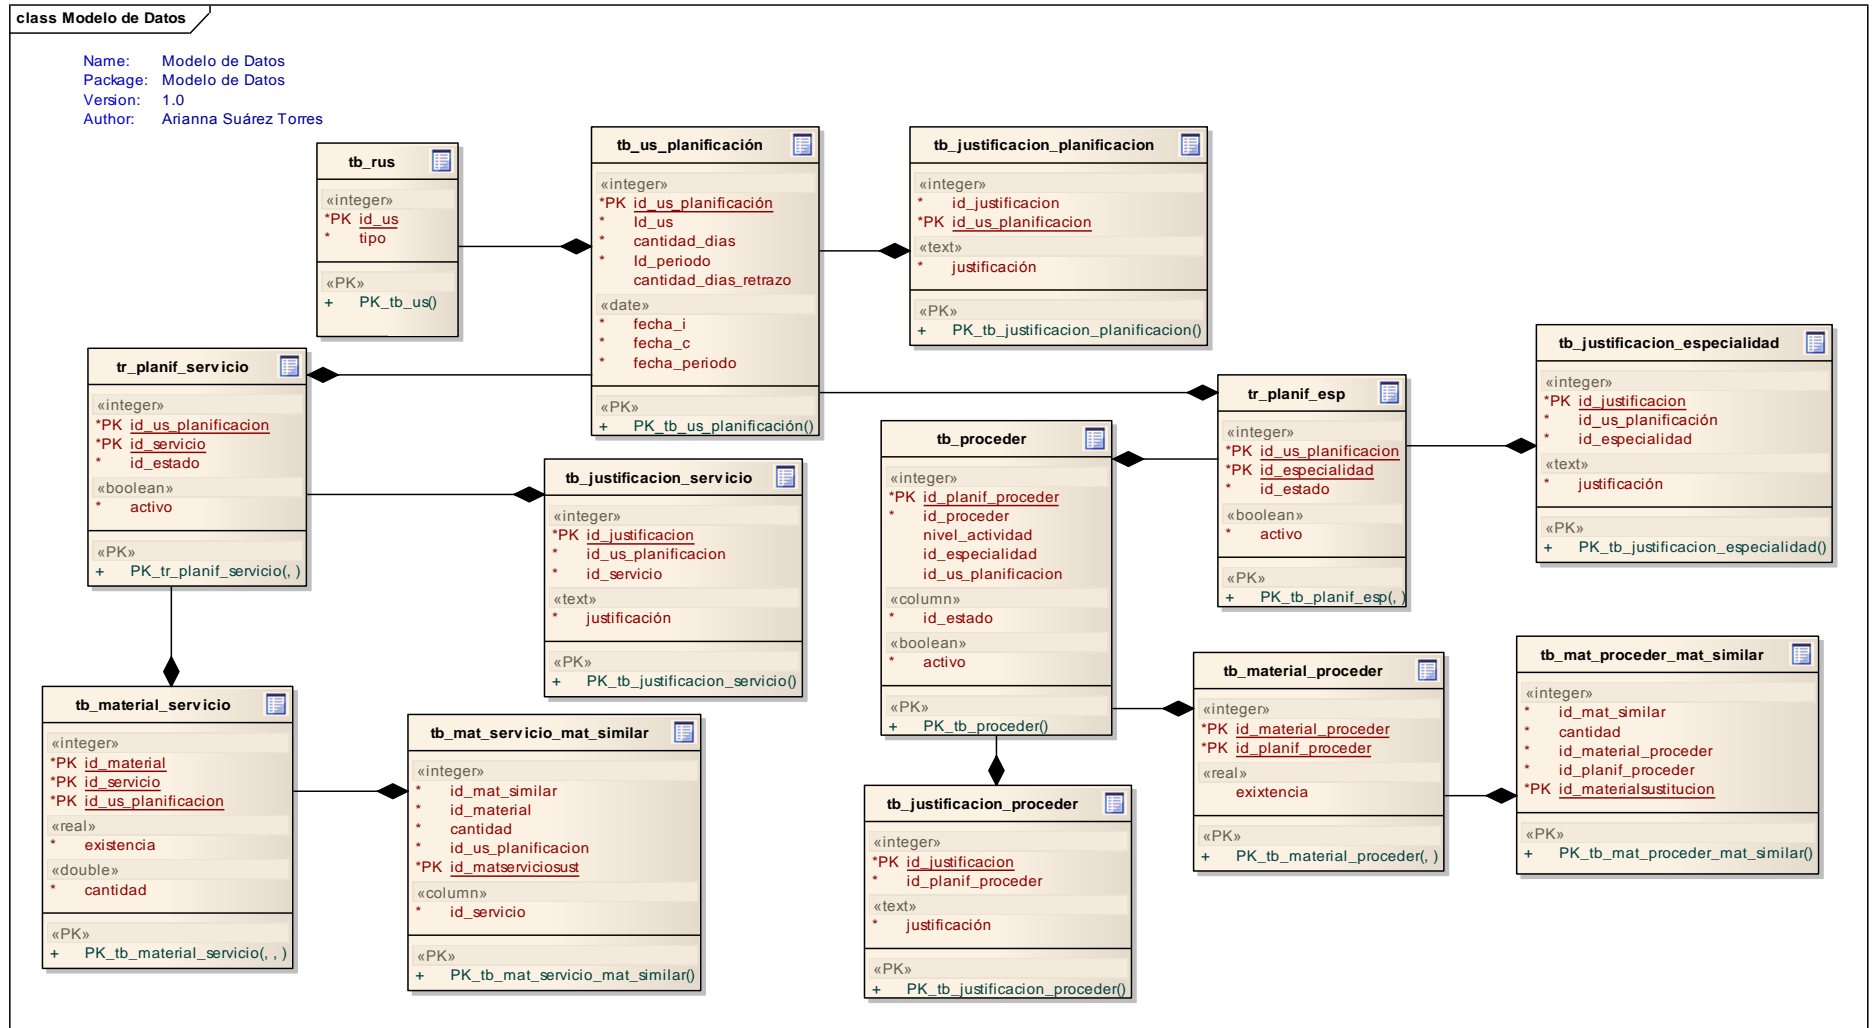 class Modelo de Datos
Name: Modelo de Datos
Package: Modelo de Datos
Version: 1.0
Author: Arianna Suárez Torres
tb_rus
«integer»
*PK id_us
* tipo
«PK»
+ PK_tb_us()
tb_us_planificación
«integer»
*PK id_us_planificación
* Id_us
* cantidad_dias
* Id_periodo
cantidad_dias_retrazo
«date»
* fecha_i
* fecha_c
* fecha_periodo
«PK»
+ PK_tb_us_planificación()
tb_justificacion_planificacion
«integer»
* id_justificacion
*PK id_us_planificacion
«text»
* justificación
«PK»
+ PK_tb_justificacion_planificacion()
tr_planif_servicio
«integer»
*PK id_us_planificacion
*PK id_servicio
* id_estado
«boolean»
* activo
«PK»
+ PK_tr_planif_servicio(, )
tb_justificacion_servicio
«integer»
*PK id_justificacion
* id_us_planificacion
* id_servicio
«text»
* justificación
«PK»
+ PK_tb_justificacion_servicio()
tb_proceder
«integer»
*PK id_planif_proceder
* id_proceder
nivel_actividad
id_especialidad
id_us_planificacion
«column»
* id_estado
«boolean»
* activo
«PK»
+ PK_tb_proceder()
tr_planif_esp
«integer»
*PK id_us_planificacion
*PK id_especialidad
* id_estado
«boolean»
* activo
«PK»
+ PK_tb_planif_esp(, )
tb_justificacion_especialidad
«integer»
*PK id_justificacion
* id_us_planificación
* id_especialidad
«text»
* justificación
«PK»
+ PK_tb_justificacion_especialidad()
tb_material_servicio
«integer»
*PK id_material
*PK id_servicio
*PK id_us_planificacion
«real»
* existencia
«double»
* cantidad
«PK»
+ PK_tb_material_servicio(, , )
tb_mat_servicio_mat_similar
«integer»
* id_mat_similar
* id_material
* cantidad
* id_us_planificacion
*PK id_matserviciosust
«column»
* id_servicio
«PK»
+ PK_tb_mat_servicio_mat_similar()
tb_justificacion_proceder
«integer»
*PK id_justificacion
* id_planif_proceder
«text»
* justificación
«PK»
+ PK_tb_justificacion_proceder()
tb_material_proceder
«integer»
*PK id_material_proceder
*PK id_planif_proceder
«real»
exixtencia
«PK»
+ PK_tb_material_proceder(, )
tb_mat_proceder_mat_similar
«integer»
* id_mat_similar
* cantidad
* id_material_proceder
* id_planif_proceder
*PK id_materialsustitucion
«PK»
+ PK_tb_mat_proceder_mat_similar()